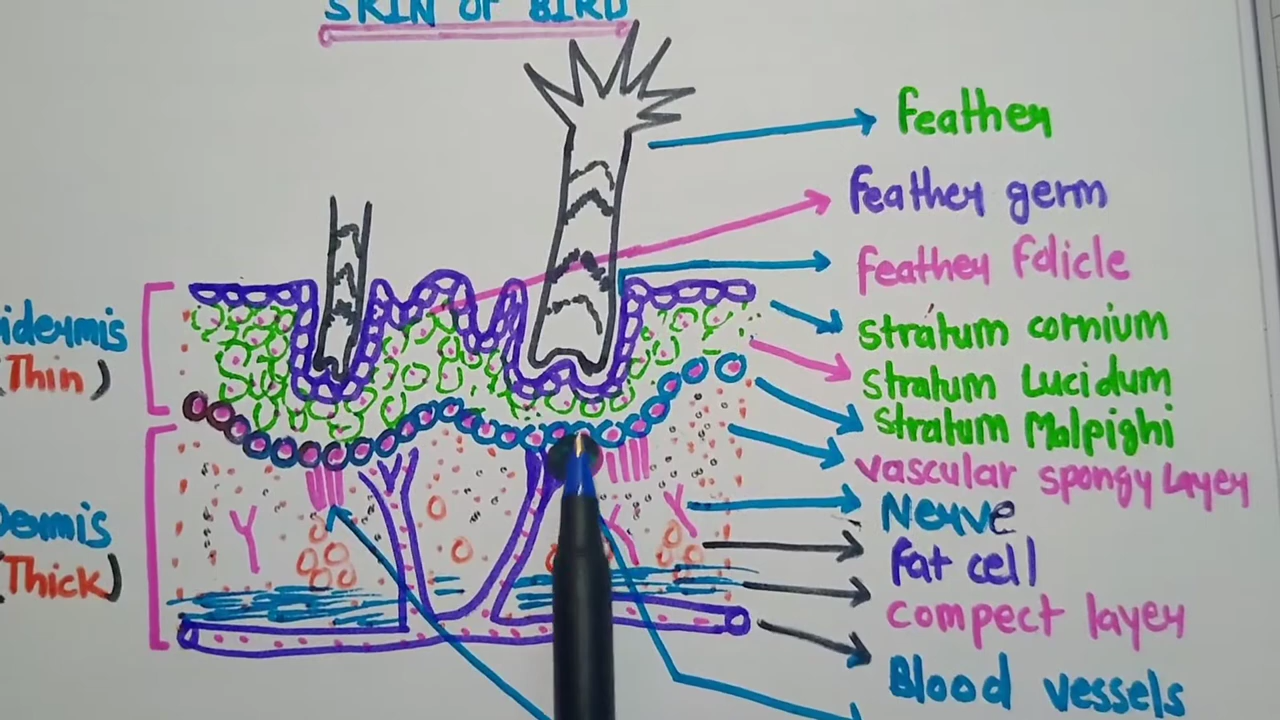 SKIN OF BIRD
Feather
Feather germ
Feather Folicle
Stratum cornium
Stratum Lucidum
Stratum Malpighi
vascular spongy Layer
Nerve
Fat cell
compect layer
Blood vessels
idermis
(Thin)
Dermis
(Thick)